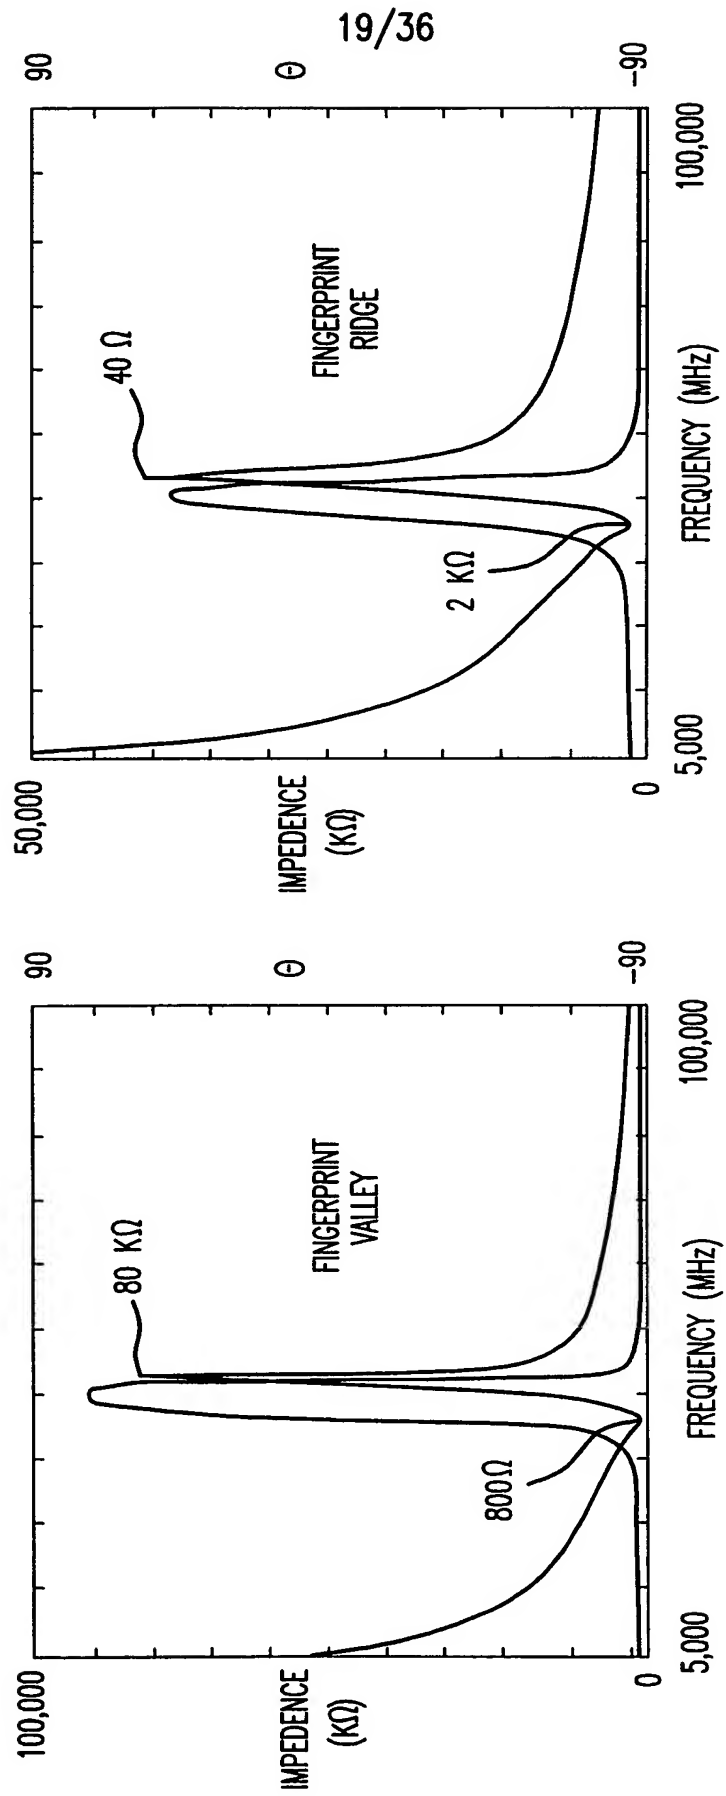 19/36
100,000
IMPEDENCE
(KΩ)
0
5,000
FREQUENCY (MHz)
100,000
90
Θ
-90
80 KΩ
800Ω
FINGERPRINT
VALLEY
50,000
IMPEDENCE
(KΩ)
0
5,000
FREQUENCY (MHz)
100,000
90
Θ
-90
40 Ω
2 KΩ
FINGERPRINT
RIDGE